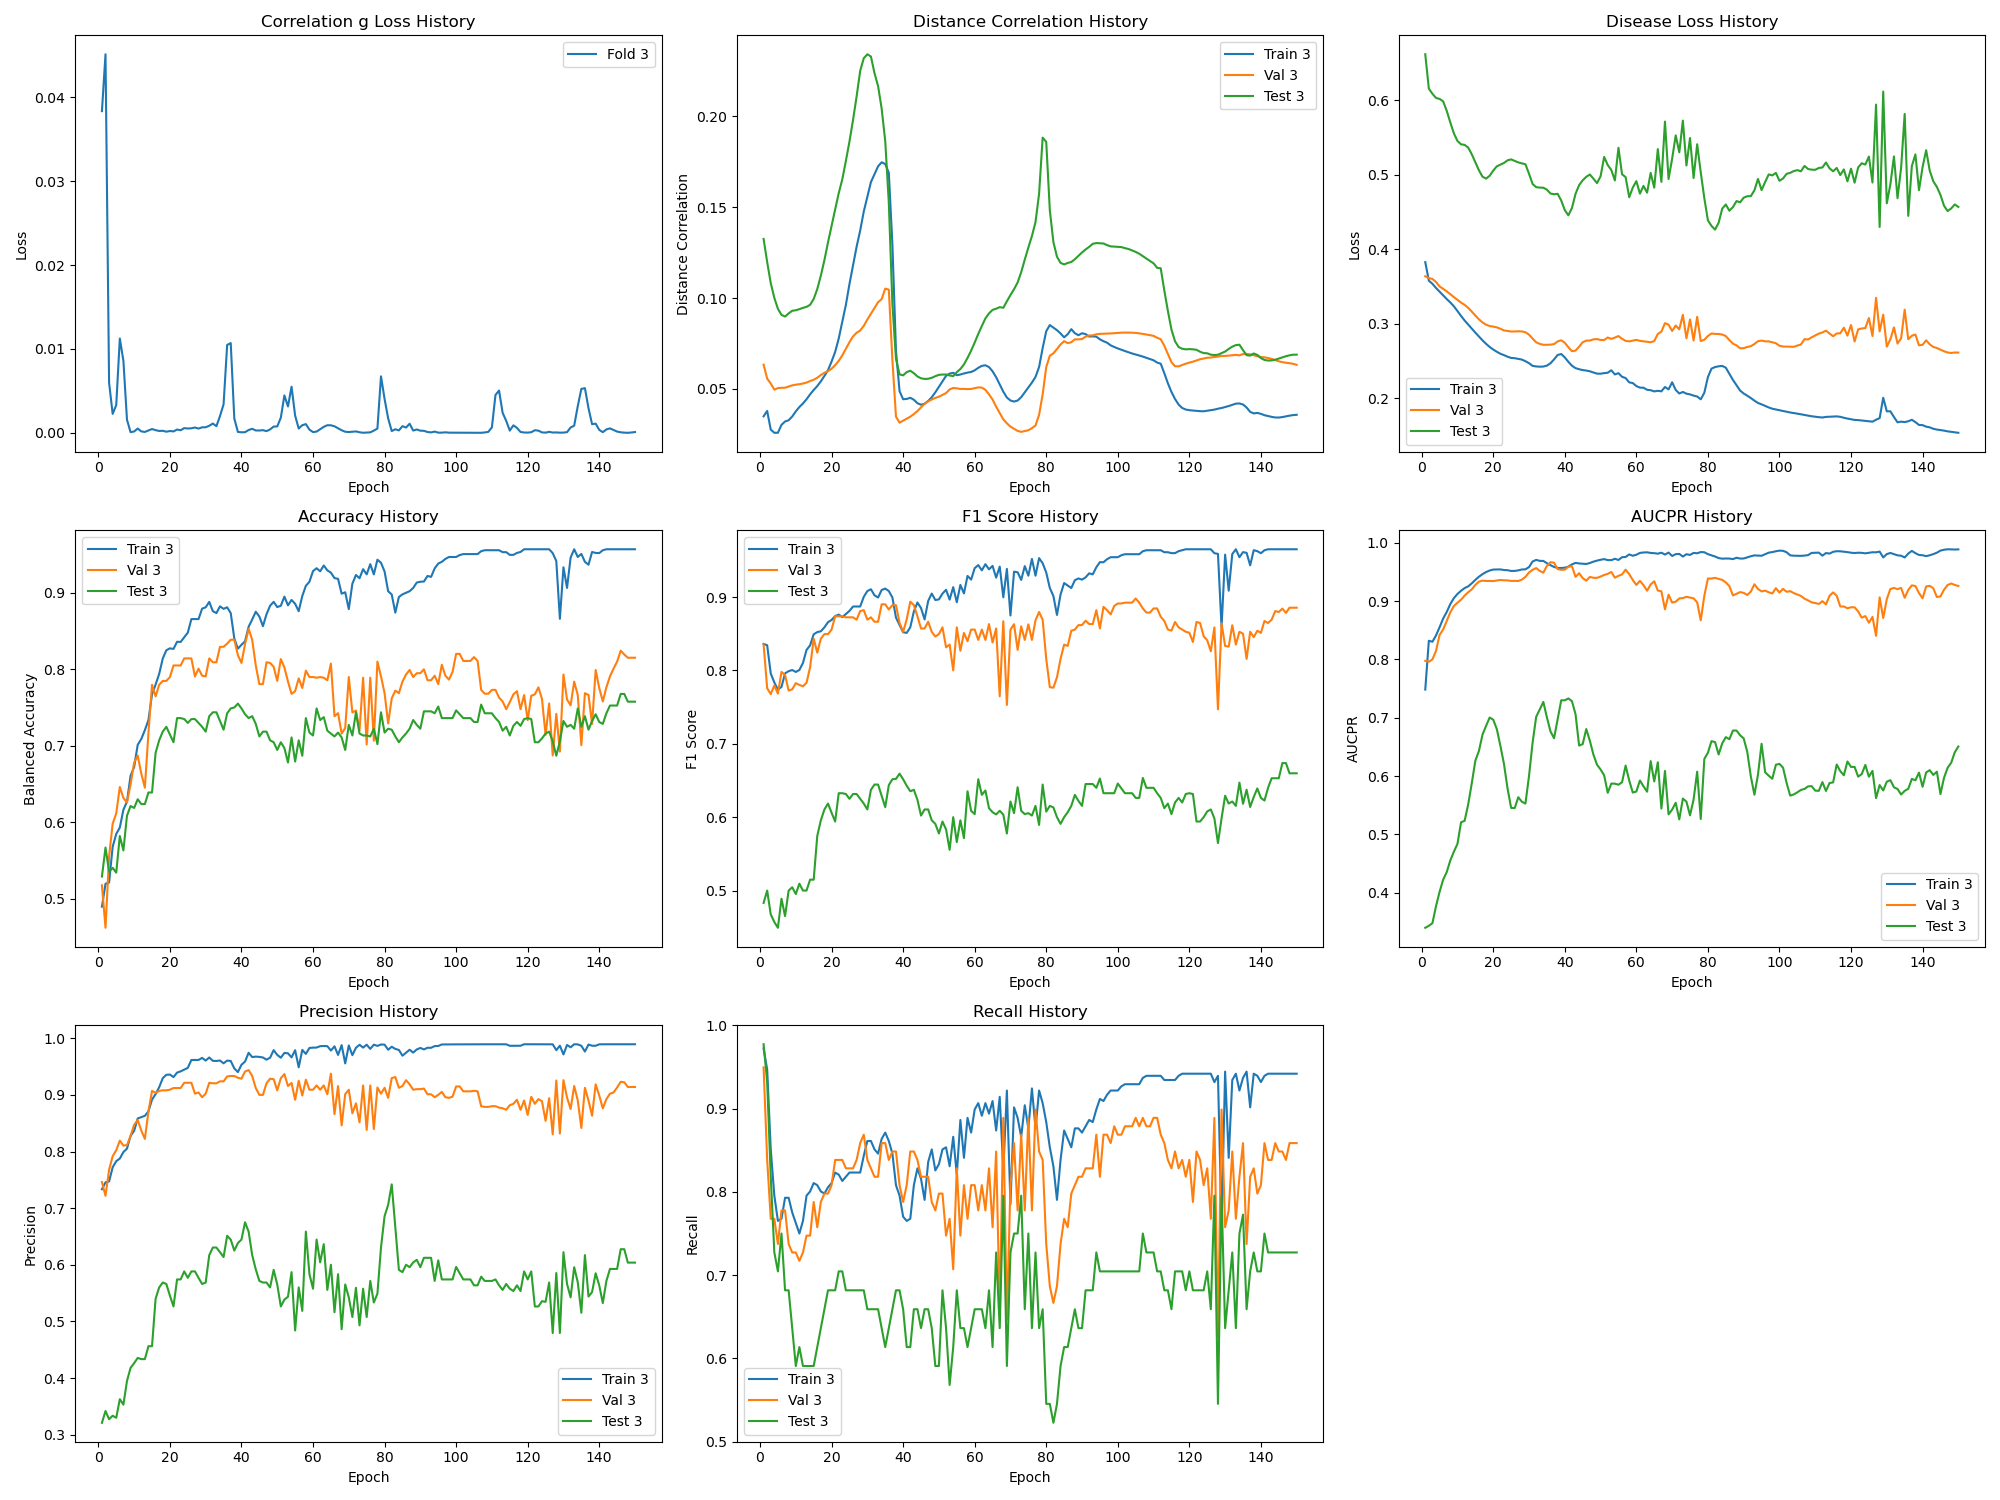 Correlation g Loss History
Loss
0.04
0.03
0.02
0.01
0.00
0 20 40 60 80 100 120 140
Epoch
Fold 3
Distance Correlation History
Distance Correlation
0.20
0.15
0.10
0.05
0 20 40 60 80 100 120 140
Epoch
Train 3
Val 3
Test 3
Disease Loss History
Loss
0.6
0.5
0.4
0.3
0.2
0 20 40 60 80 100 120 140
Epoch
Train 3
Val 3
Test 3
Accuracy History
Balanced Accuracy
0.9
0.8
0.7
0.6
0.5
0 20 40 60 80 100 120 140
Epoch
Train 3
Val 3
Test 3
F1 Score History
F1 Score
0.9
0.8
0.7
0.6
0.5
0 20 40 60 80 100 120 140
Epoch
Train 3
Val 3
Test 3
AUCPR History
AUCPR
1.0
0.9
0.8
0.7
0.6
0.5
0.4
0 20 40 60 80 100 120 140
Epoch
Train 3
Val 3
Test 3
Precision History
Precision
1.0
0.9
0.8
0.7
0.6
0.5
0.4
0.3
0 20 40 60 80 100 120 140
Epoch
Train 3
Val 3
Test 3
Recall History
Recall
1.0
0.9
0.8
0.7
0.6
0.5
0 20 40 60 80 100 120 140
Epoch
Train 3
Val 3
Test 3